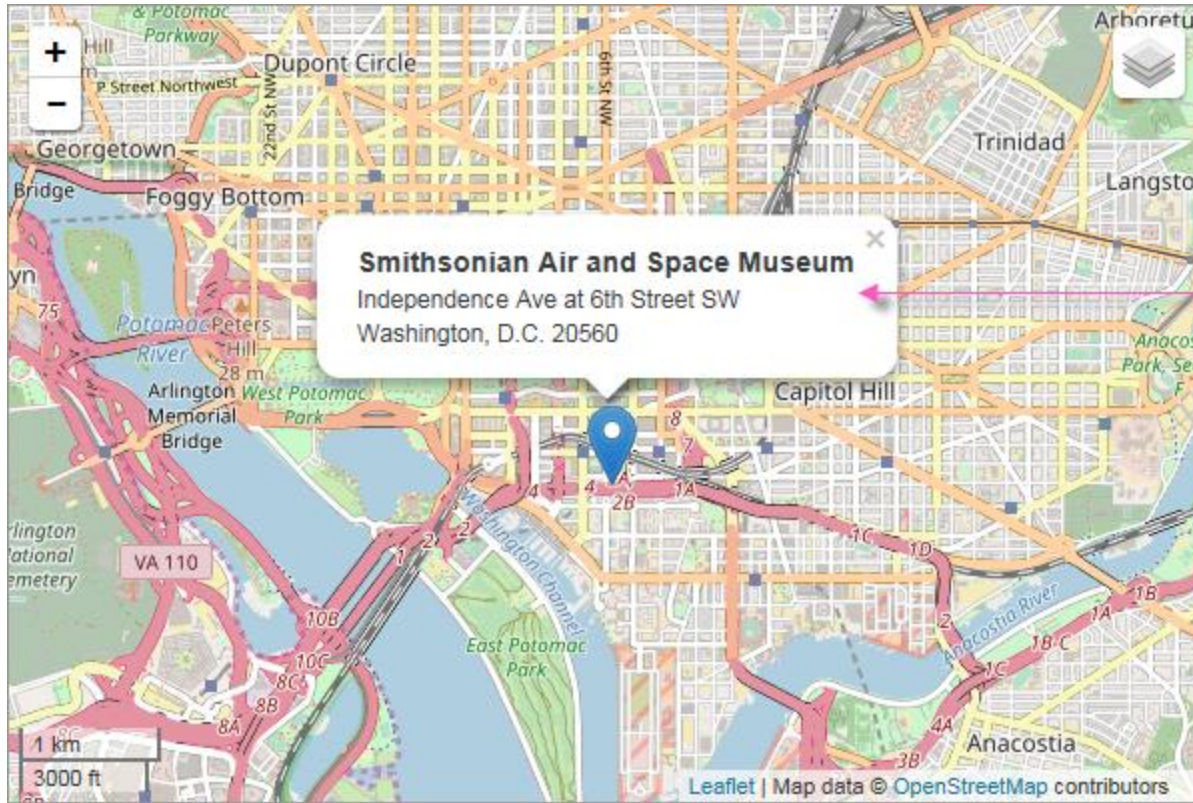 & Potomac
Parkway
Hill
Arboretu
+
Dupont Circle
P Street Northwest
22nd St NW
6th St NW
−
Georgetown
Trinidad
Bridge
Foggy Bottom
Langsto
×
Smithsonian Air and Space Museum
Independence Ave at 6th Street SW
Washington, D.C. 20560
yn
75
Potomac
River
Peters
Hill
28 m
Anacos
Park, Se
F
Arlington
Memorial
Bridge
West Potomac
Park
Capitol Hill
8
7
4
4
2B
1A
Washington Channel
1
2
2
rlington
ational
emetery
VA 110
1C
1D
10B
10C
8C
8B
8A
East Potomac
Park
2
Anacostia River
1B
1A
1B-C
1C
4A
3B
Anacostia
1 km
3000 ft
Leaflet | Map data © OpenStreetMap contributors